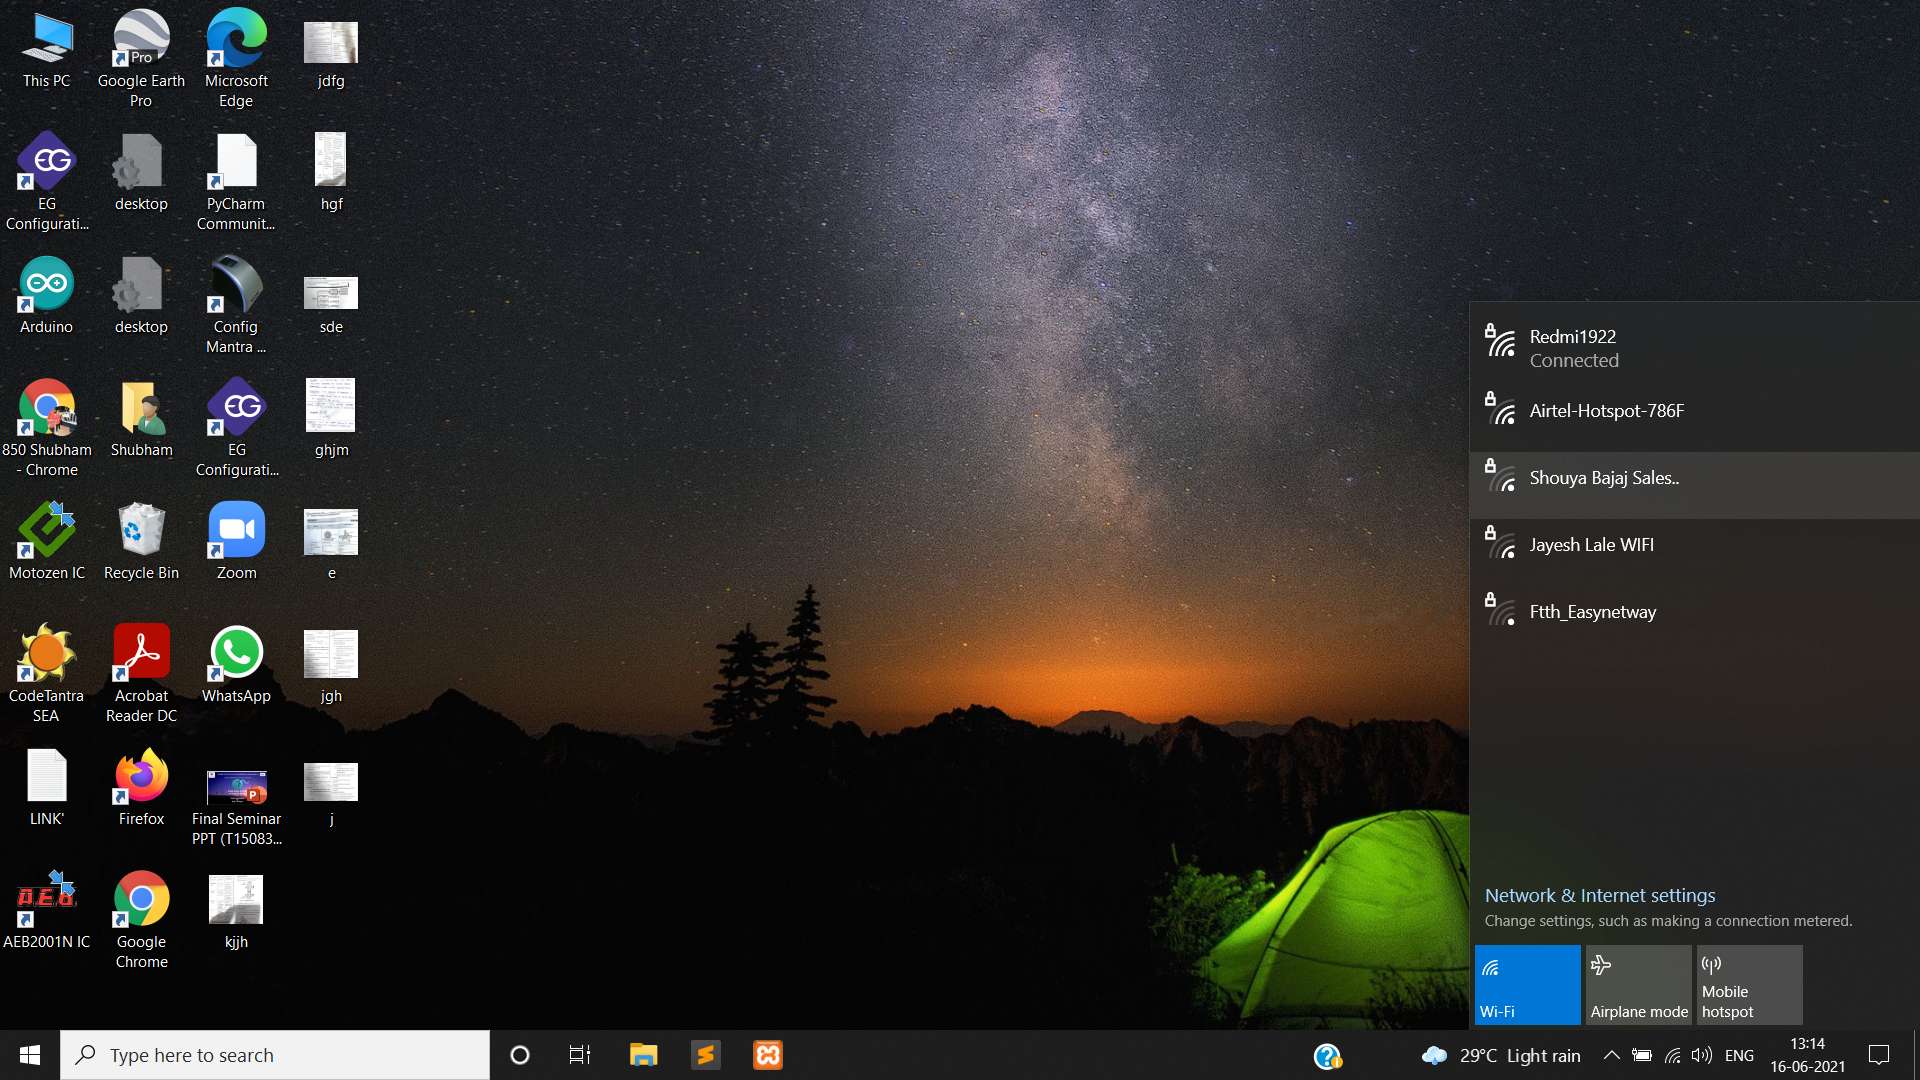 This PC
Google Earth
Pro
Microsoft
Edge
jdfg
EG
Configurati...
desktop
PyCharm
Communit...
hgf
Arduino
desktop
Config
Mantra ...
sde
850 Shubham
- Chrome
Shubham
EG
Configurati...
ghjm
Motozen IC
Recycle Bin
Zoom
e
CodeTantra
SEA
Acrobat
Reader DC
WhatsApp
jgh
LINK'
Firefox
Final Seminar
PPT (T15083...
j
AEB2001N IC
Google
Chrome
kjjh
Pro
EG
EG
P
A.E.B.
Redmi1922
Connected
Airtel-Hotspot-786F
Shouya Bajaj Sales..
Jayesh Lale WIFI
Ftth_Easynetway
Network & Internet settings
Change settings, such as making a connection metered.
Wi-Fi
Airplane mode
Mobile
hotspot
Type here to search
29°C Light rain
ENG
13:14
16-06-2021